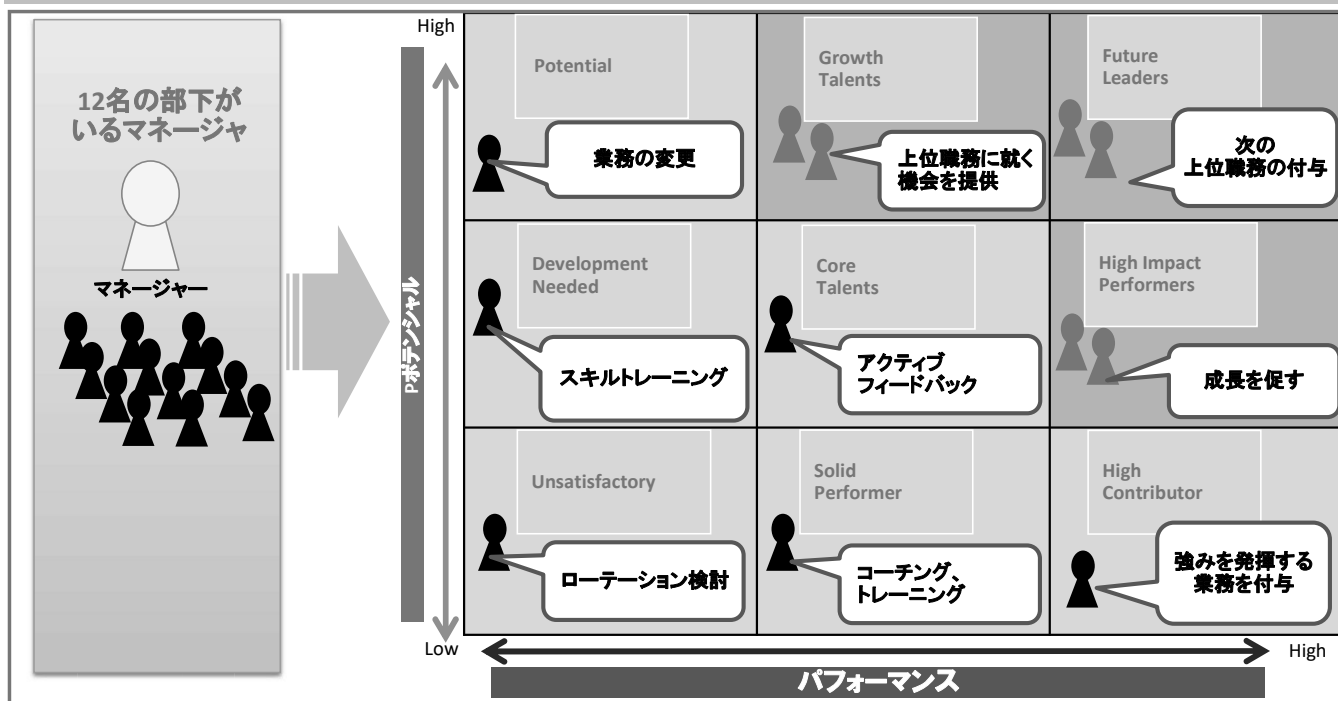 12名の部下が
いるマネージャ
マネージャー
High
Pポテンシャル
Low
Potential
業務の変更
Growth
Talents
上位職務に就く
機会を提供
Future
Leaders
次の
上位職務の付与
Development
Needed
スキルトレーニング
Core
Talents
アクティブ
フィードバック
High Impact
Performers
成長を促す
Unsatisfactory
ローテーション検討
Solid
Performer
コーチング、
トレーニング
High
Contributor
強みを発揮する
業務を付与
High
パフォーマンス